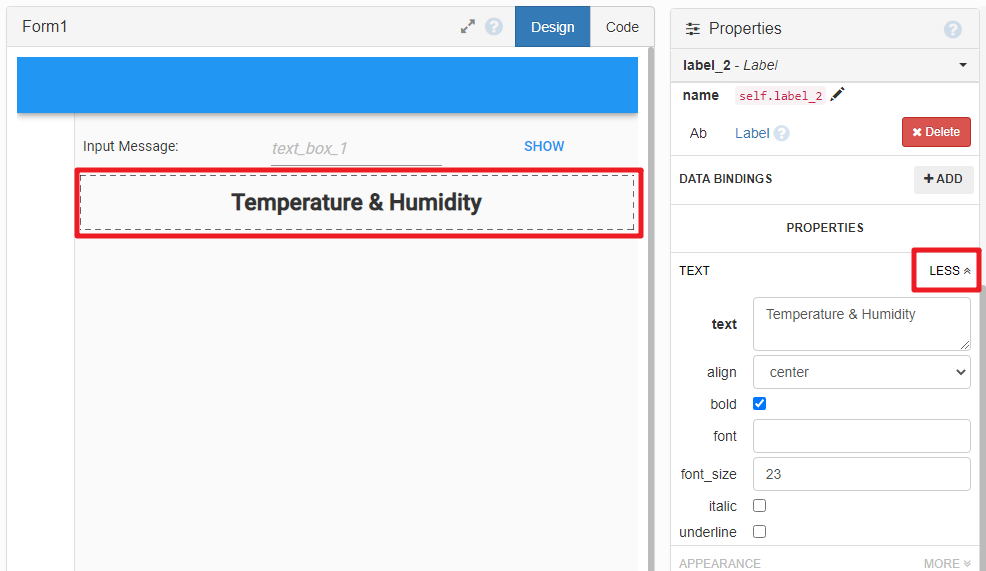 Form1
Design
Code
Input Message:
text_box_1
SHOW
Temperature & Humidity
Properties
label_2 - Label
name
self.label_2
Ab
Label
Delete
DATA BINDINGS
ADD
PROPERTIES
TEXT
LESS
text
Temperature & Humidity
align
center
bold
font
font_size
23
italic
underline
APPEARANCE
MORE